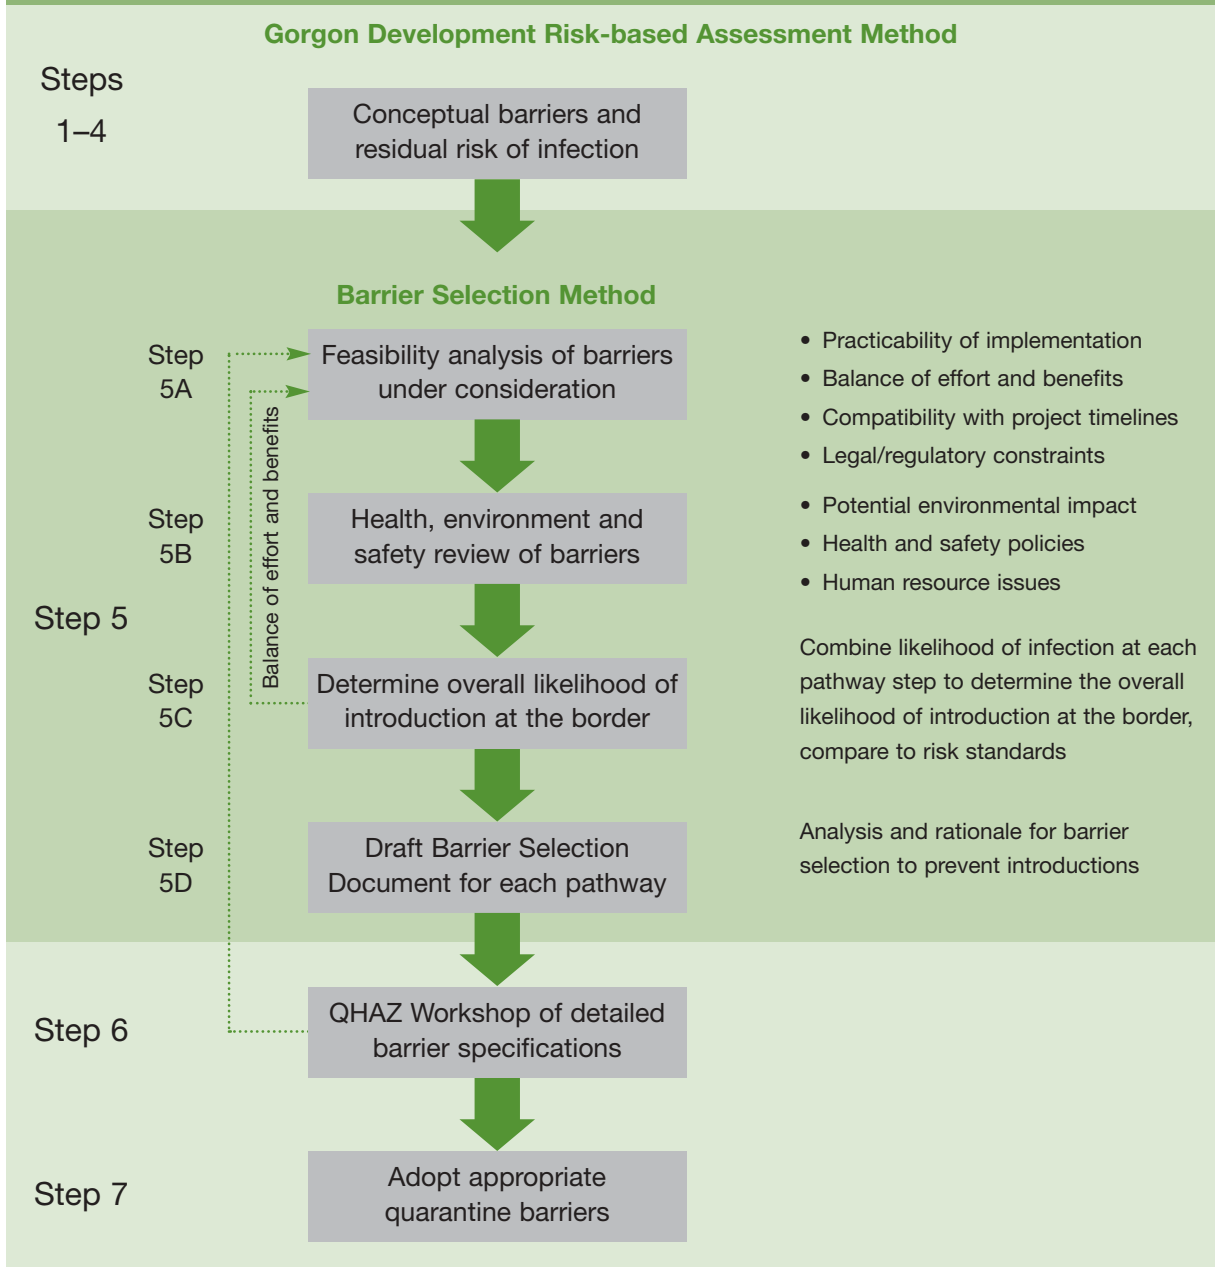 Gorgon Development Risk-based Assessment Method
Steps
1–4
Conceptual barriers and
residual risk of infection
Barrier Selection Method
Step
5A
Feasibility analysis of barriers
under consideration
• Practicability of implementation
• Balance of effort and benefits
• Compatibility with project timelines
• Legal/regulatory constraints
Balance of effort and benefits
Step
5B
Health, environment and
safety review of barriers
• Potential environmental impact
• Health and safety policies
• Human resource issues
Step 5
Step
5C
Determine overall likelihood of
introduction at the border
Combine likelihood of infection at each
pathway step to determine the overall
likelihood of introduction at the border,
compare to risk standards
Step
5D
Draft Barrier Selection
Document for each pathway
Analysis and rationale for barrier
selection to prevent introductions
Step 6
QHAZ Workshop of detailed
barrier specifications
Step 7
Adopt appropriate
quarantine barriers